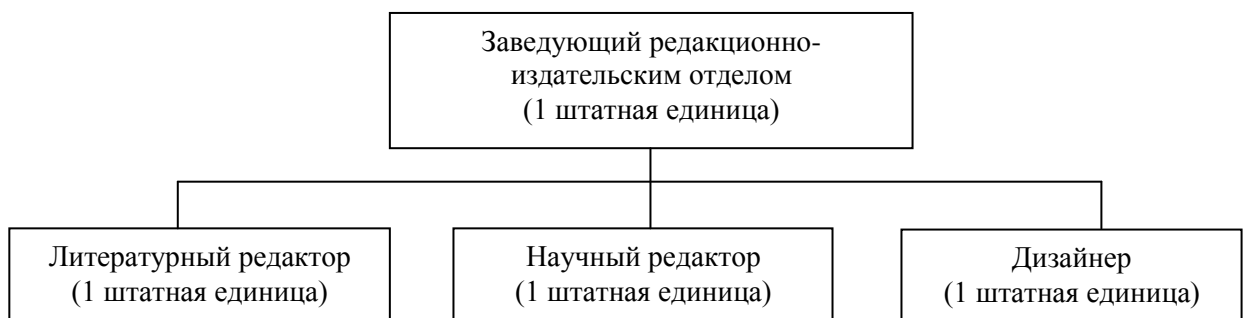 Заведующий редакционно-
издательским отделом
(1 штатная единица)
Литературный редактор
(1 штатная единица)
Научный редактор
(1 штатная единица)
Дизайнер
(1 штатная единица)